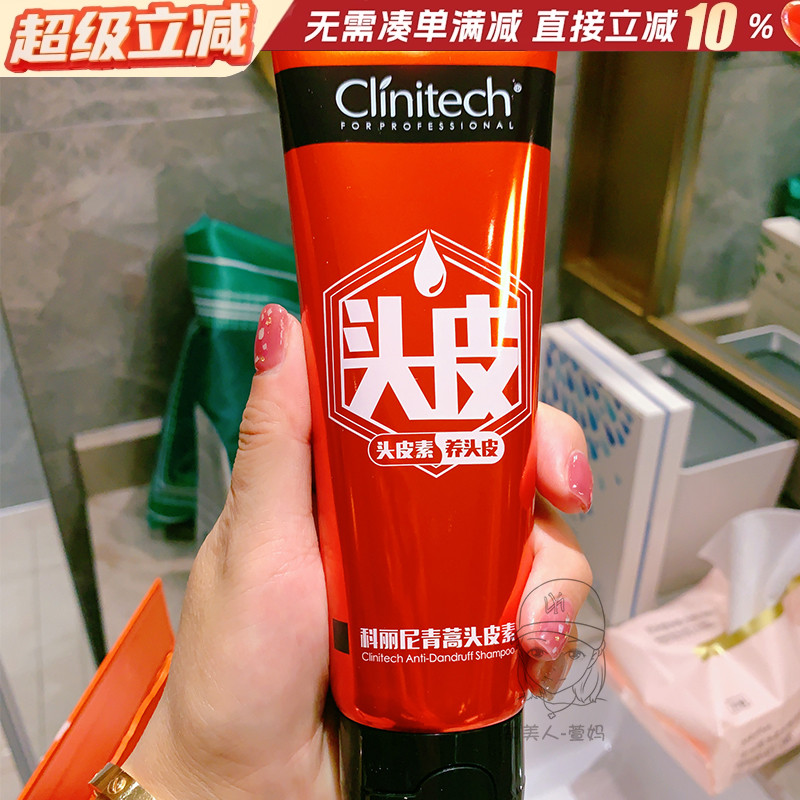 超级立减
无需凑单满减 直接立减10%
Clinitech®
FOR PROFESSIONAL
头皮
头皮素 养头皮
科丽尼青蒿头皮素
Clinitech Anti-Dandruff Shampoo
美人-萱妈